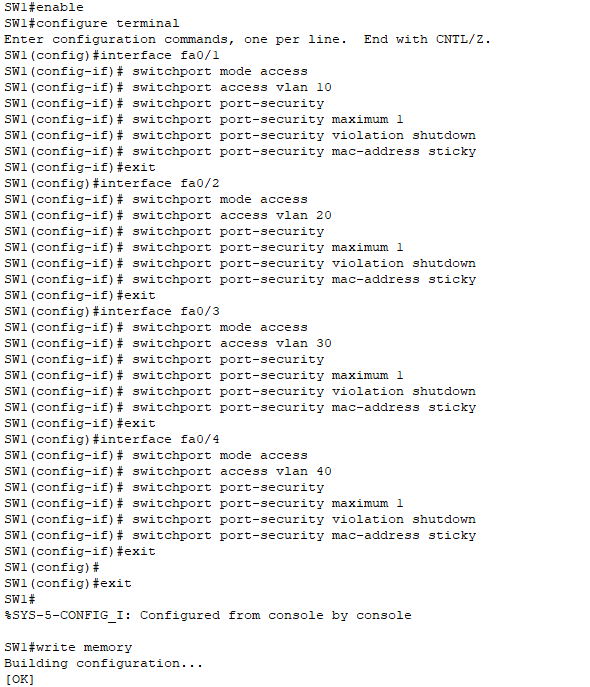 SW1#enable
SW1#configure terminal
Enter configuration commands, one per line.  End with CNTL/Z.
SW1(config)#interface fa0/1
SW1(config-if)# switchport mode access
SW1(config-if)# switchport access vlan 10
SW1(config-if)# switchport port-security
SW1(config-if)# switchport port-security maximum 1
SW1(config-if)# switchport port-security violation shutdown
SW1(config-if)# switchport port-security mac-address sticky
SW1(config-if)#exit
SW1(config)#interface fa0/2
SW1(config-if)# switchport mode access
SW1(config-if)# switchport access vlan 20
SW1(config-if)# switchport port-security
SW1(config-if)# switchport port-security maximum 1
SW1(config-if)# switchport port-security violation shutdown
SW1(config-if)# switchport port-security mac-address sticky
SW1(config-if)#exit
SW1(config)#interface fa0/3
SW1(config-if)# switchport mode access
SW1(config-if)# switchport access vlan 30
SW1(config-if)# switchport port-security
SW1(config-if)# switchport port-security maximum 1
SW1(config-if)# switchport port-security violation shutdown
SW1(config-if)# switchport port-security mac-address sticky
SW1(config-if)#exit
SW1(config)#interface fa0/4
SW1(config-if)# switchport mode access
SW1(config-if)# switchport access vlan 40
SW1(config-if)# switchport port-security
SW1(config-if)# switchport port-security maximum 1
SW1(config-if)# switchport port-security violation shutdown
SW1(config-if)# switchport port-security mac-address sticky
SW1(config-if)#exit
SW1(config)#
SW1(config)#exit
SW1#
%SYS-5-CONFIG_I: Configured from console by console

SW1#write memory
Building configuration...
[OK]